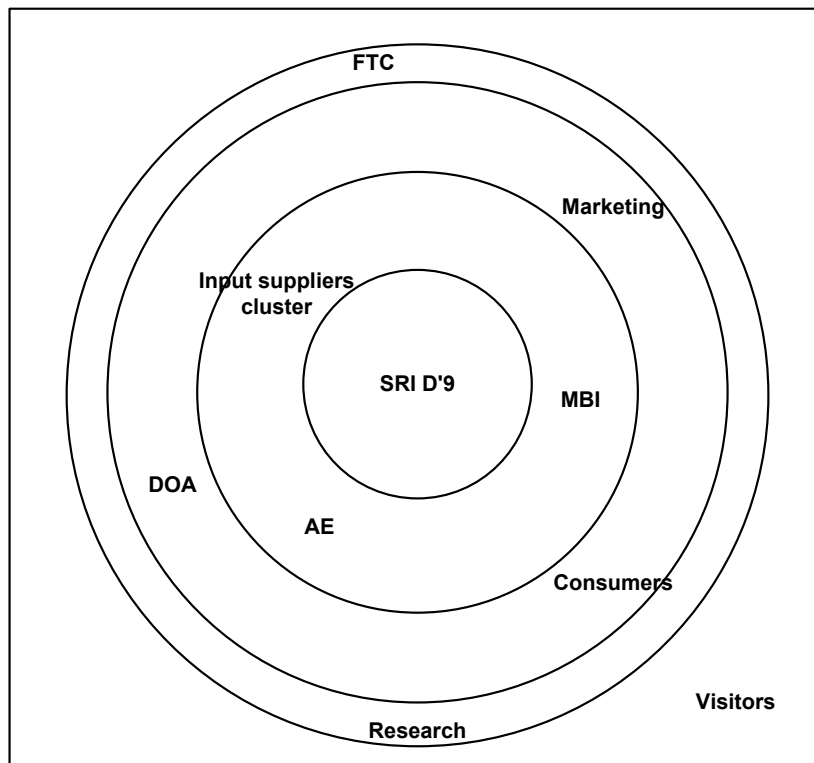 FTC
Marketing
Input suppliers
cluster
SRI D'9
MBI
DOA
AE
Consumers
Visitors
Research